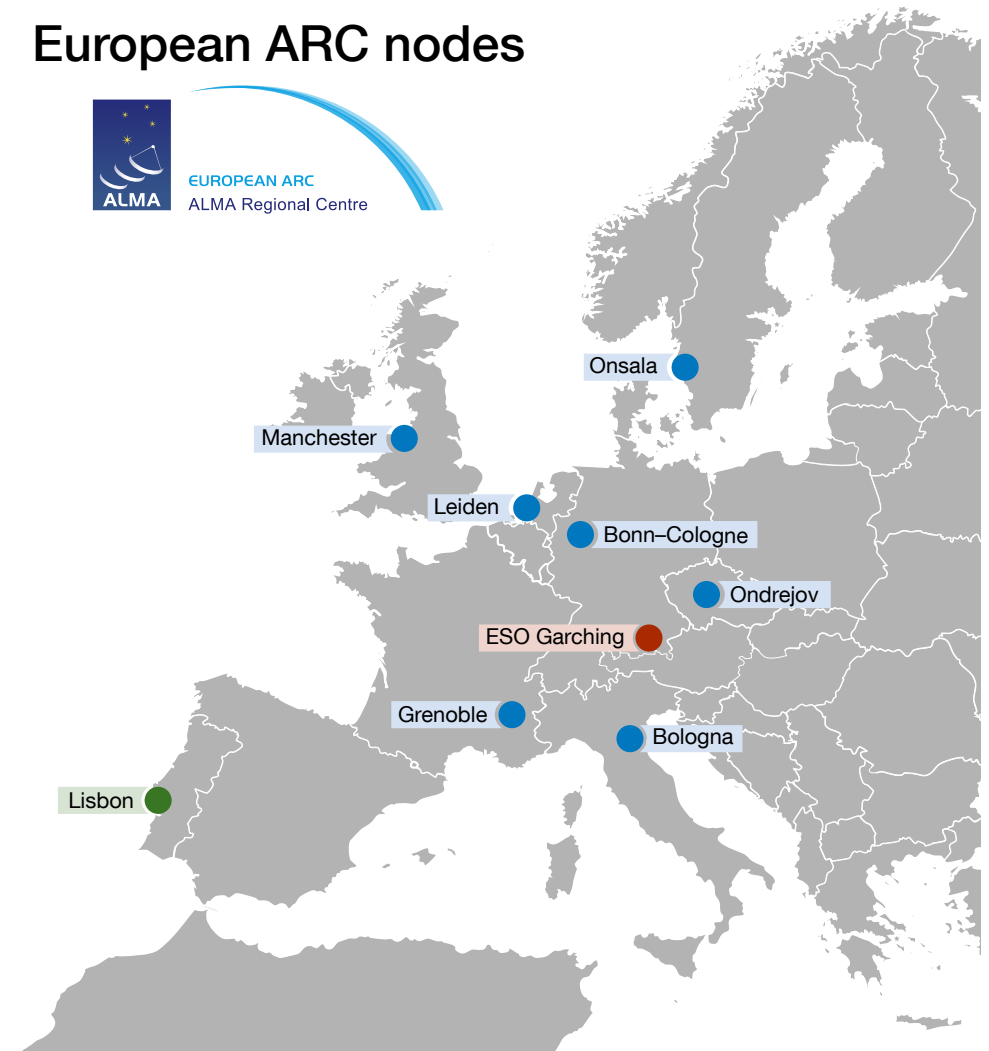 European ARC nodes
ALMA
EUROPEAN ARC
ALMA Regional Centre
Onsala
Manchester
Leiden
Bonn–Cologne
Ondrejov
ESO Garching
Grenoble
Bologna
Lisbon